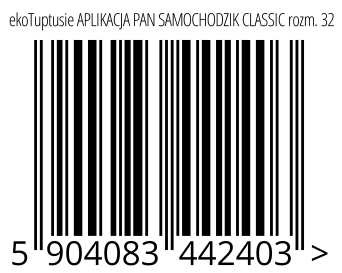 ekoTuptusie APLIKACJA PAN SAMOCHODZIK CLASSIC rozm. 32
5 904083 442403 >